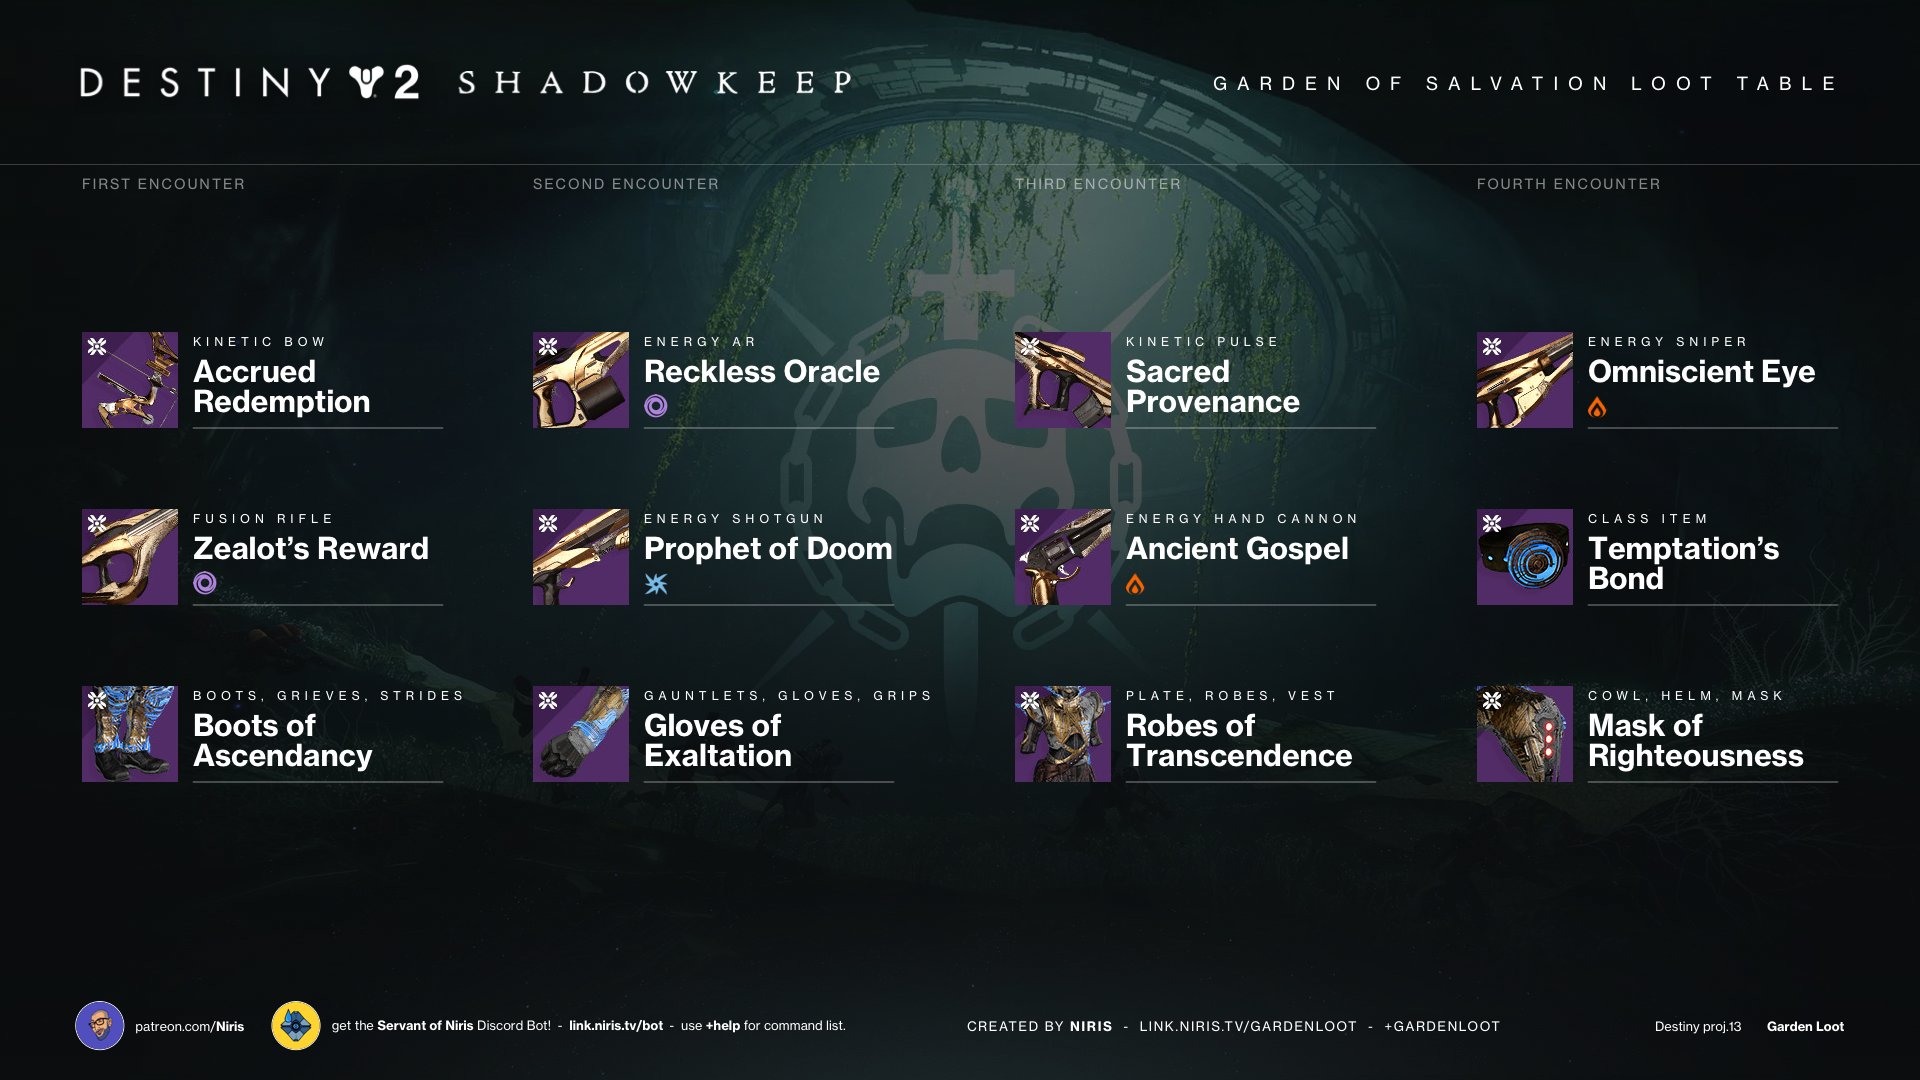 DESTINY 2 SHADOWKEEP
GARDEN OF SALVATION LOOT TABLE
FIRST ENCOUNTER
KINETIC BOW
Accrued
Redemption
FUSION RIFLE
Zealot’s Reward
BOOTS, GRIEVES, STRIDES
Boots of
Ascendancy
SECOND ENCOUNTER
ENERGY AR
Reckless Oracle
ENERGY SHOTGUN
Prophet of Doom
GAUNTLETS, GLOVES, GRIPS
Gloves of
Exaltation
THIRD ENCOUNTER
KINETIC PULSE
Sacred
Provenance
ENERGY HAND CANNON
Ancient Gospel
PLATE, ROBES, VEST
Robes of
Transcendence
FOURTH ENCOUNTER
ENERGY SNIPER
Omniscient Eye
CLASS ITEM
Temptation’s
Bond
COWL, HELM, MASK
Mask of
Righteousness
patreon.com/Niris
get the Servant of Niris Discord Bot! - link.niris.tv/bot - use +help for command list.
CREATED BY NIRIS - LINK.NIRIS.TV/GARDENLOOT - +GARDENLOOT
Destiny proj.13 Garden Loot